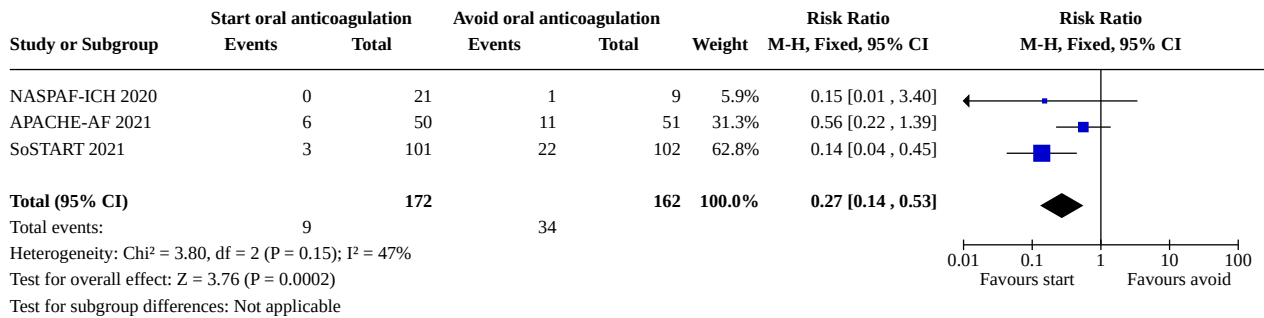 Start oral anticoagulation Avoid oral anticoagulation Risk Ratio Risk Ratio
Study or Subgroup Events Total Events Total Weight M-H, Fixed, 95% CI M-H, Fixed, 95% CI
NASPAF-ICH 2020 0 21 1 9 5.9% 0.15 [0.01 , 3.40]
APACHE-AF 2021 6 50 11 51 31.3% 0.56 [0.22 , 1.39]
SoSTART 2021 3 101 22 102 62.8% 0.14 [0.04 , 0.45]
Total (95% CI) 172 162 100.0% 0.27 [0.14 , 0.53]
Total events: 9 34
Heterogeneity: Chi² = 3.80, df = 2 (P = 0.15); I² = 47%
0.01 0.1 1 10 100
Test for overall effect: Z = 3.76 (P = 0.0002) Favours start Favours avoid
Test for subgroup differences: Not applicable